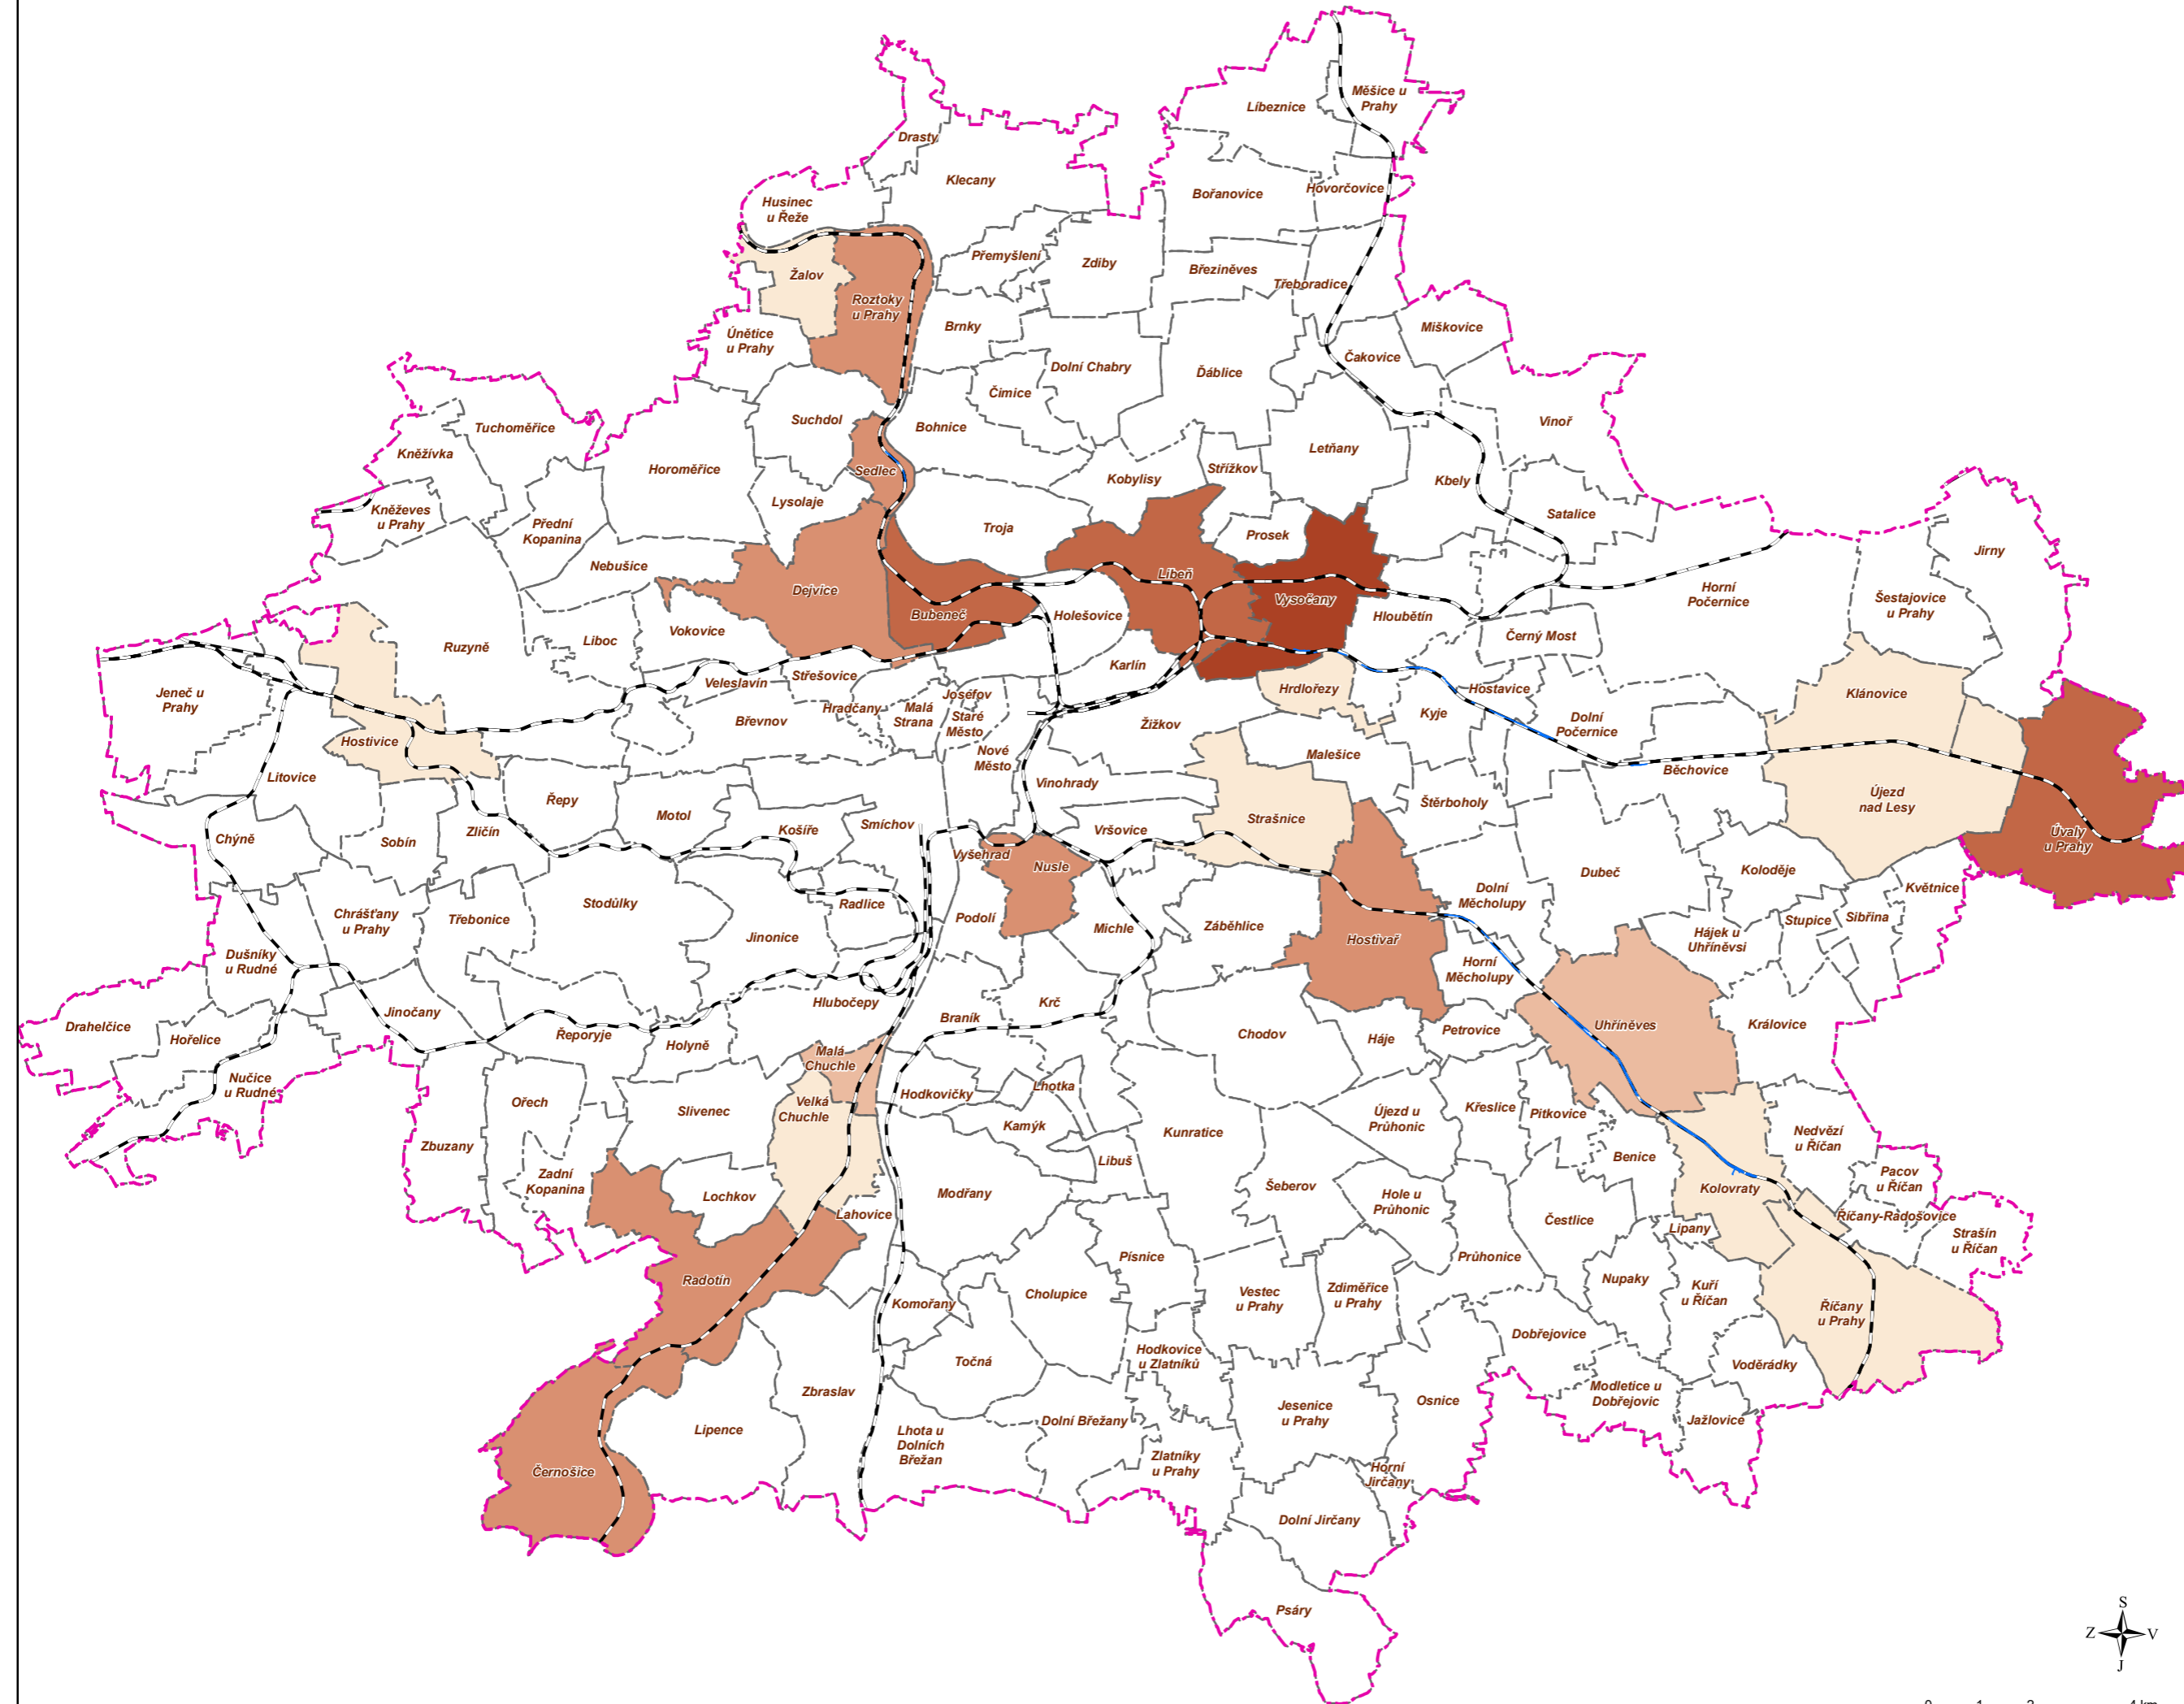 Líbeznice
Měšice u
Prahy
Drasty
Klecany
Bořanovice
Hovorčovice
Husinec
u Řeže
Přemyšlení
Zdiby
Březiněves
Třeboradice
Žalov
Roztoky
u Prahy
Brnky
Miškovice
Únětice
u Prahy
Dolní Chabry
Ďáblice
Čakovice
Čimice
Suchdol
Bohnice
Vinoř
Tuchoměřice
Kněžívka
Horoměřice
Sedlec
Kobylisy
Střížkov
Letňany
Kbely
Lysolaje
Kněževes
u Prahy
Přední
Kopanina
Troja
Prosek
Satalice
Jirny
Nebušice
Dejvice
Libeň
Vysočany
Horní
Počernice
Šestajovice
u Prahy
Bubeneč
Holešovice
Hloubětín
Černý Most
Ruzyně
Liboc
Vokovice
Karlín
Veleslavín
Střešovice
Jeneč u
Prahy
Hrdlořezy
Hostavice
Klánovice
Břevnov
Hradčany
Malá
Strana
Josefov
Staré
Město
Žižkov
Kyje
Dolní
Počernice
Hostivice
Nové
Město
Malešice
Běchovice
Litovice
Vinohrady
Újezd
nad Lesy
Řepy
Motol
Košíře
Smíchov
Vršovice
Strašnice
Štěrboholy
Chýně
Sobín
Zličín
Vyšehrad
Nusle
Úvaly
u Prahy
Dubeč
Koloděje
Květnice
Chrášťany
u Prahy
Třebonice
Stodůlky
Radlice
Podolí
Michle
Záběhlice
Hostivař
Dolní
Měcholupy
Stupice
Sibřina
Jinonice
Hájek u
Uhříněvsi
Dušníky
u Rudné
Horní
Měcholupy
Hlubočepy
Krč
Drahelčice
Hořelice
Jinočany
Řeporyje
Holyně
Braník
Chodov
Háje
Petrovice
Uhříněves
Královice
Malá
Chuchle
Nučice
u Rudné
Ořech
Slivenec
Velká
Chuchle
Hodkovičky
Lhotka
Kamýk
Kunratice
Újezd u
Průhonic
Křeslice
Pitkovice
Nedvězí
u Říčan
Zbuzany
Zadní
Kopanina
Lochkov
Libuš
Benice
Pacov
u Říčan
Modřany
Šeberov
Hole u
Průhonic
Kolovraty
Lahovice
Čestlice
Lipany
Říčany-Radošovice
Strašín
u Říčan
Radotín
Písnice
Průhonice
Nupaky
Kuří
u Říčan
Komořany
Cholupice
Vestec
u Prahy
Zdiměřice
u Prahy
Říčany
u Prahy
Točná
Hodkovice
u Zlatníků
Dobřejovice
Voděrádky
Zbraslav
Modletice u
Dobřejovic
Lipence
Dolní Břežany
Jesenice
u Prahy
Osnice
Jažlovice
Lhota u
Dolních
Břežan
Zlatníky
u Prahy
Černošice
Horní
Jirčany
Dolní Jirčany
Psáry
S
Z V
J
0 1 2 4 km